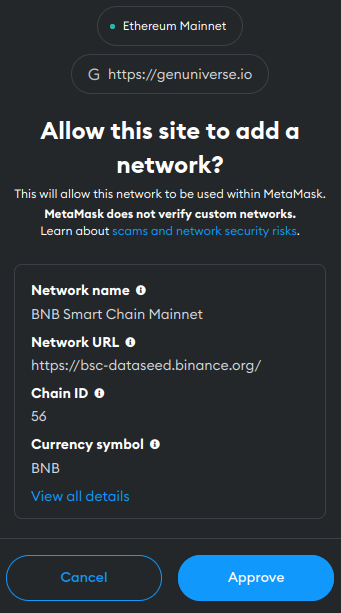 Ethereum Mainnet
G https://genuniverse.io
Allow this site to add a
network?
This will allow this network to be used within MetaMask.
MetaMask does not verify custom networks.
Learn about scams and network security risks.
Network name
BNB Smart Chain Mainnet
Network URL
https://bsc-dataseed.binance.org/
Chain ID
56
Currency symbol
BNB
View all details
Cancel
Approve